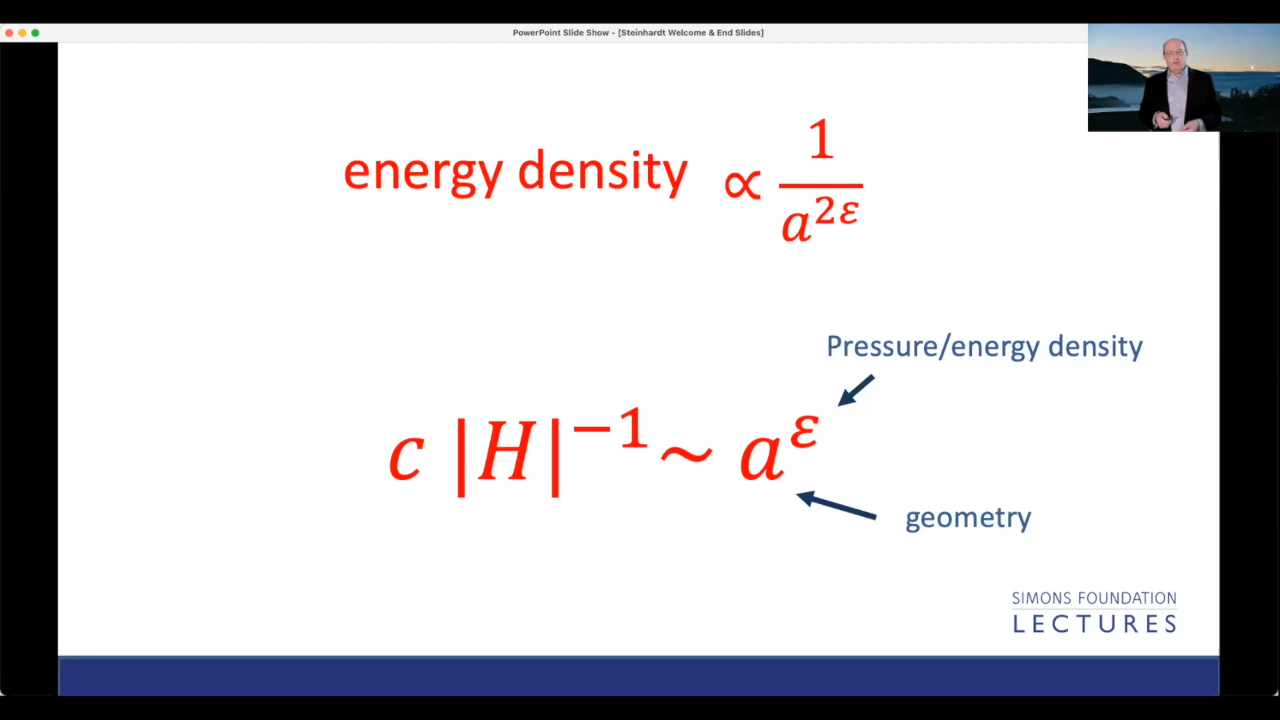 PowerPoint Slide Show - [Steinhardt Welcome & End Slides]
energy density ∝ 1/a^{2ε}
Pressure/energy density
c |H|^{−1} ~ a^ε
geometry
SIMONS FOUNDATION
LECTURES